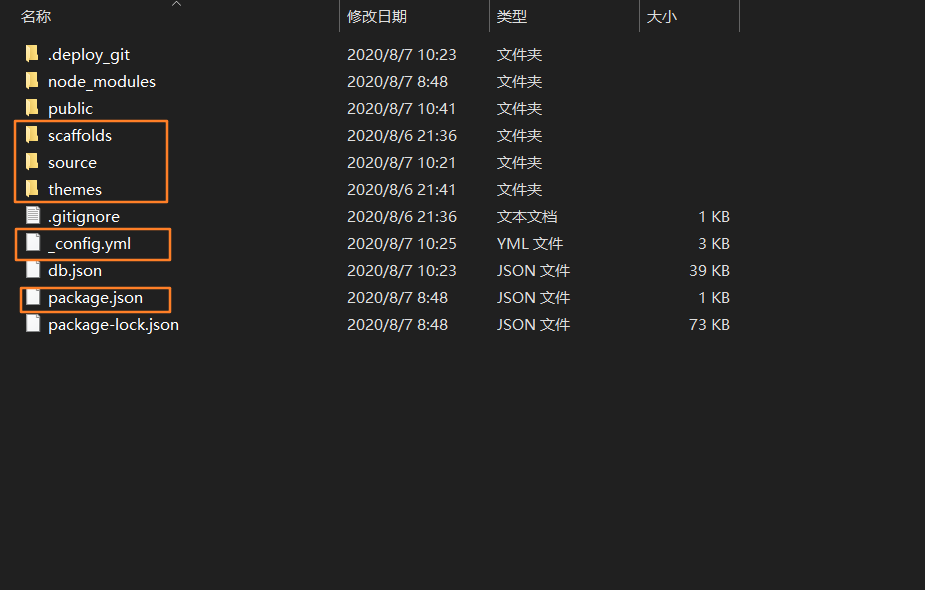 名称 修改日期 类型 大小
.deploy_git 2020/8/7 10:23 文件夹
node_modules 2020/8/7 8:48 文件夹
public 2020/8/7 10:41 文件夹
scaffolds 2020/8/6 21:36 文件夹
source 2020/8/7 10:21 文件夹
themes 2020/8/6 21:41 文件夹
.gitignore 2020/8/6 21:36 文本文档 1 KB
_config.yml 2020/8/7 10:25 YML 文件 3 KB
db.json 2020/8/7 10:23 JSON 文件 39 KB
package.json 2020/8/7 8:48 JSON 文件 1 KB
package-lock.json 2020/8/7 8:48 JSON 文件 73 KB